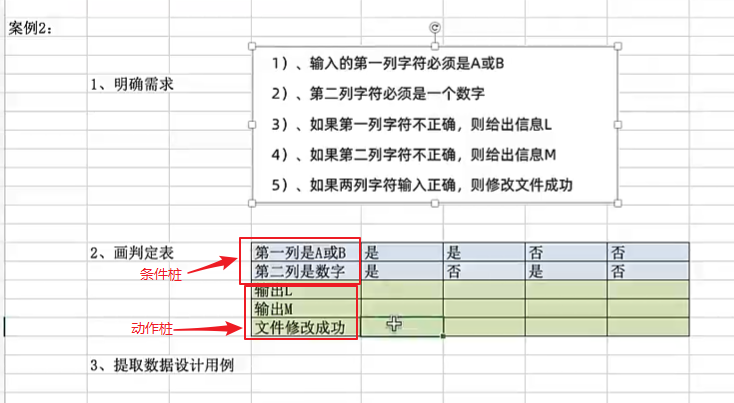 案例2：
1、明确需求
1）、输入的第一列字符必须是A或B
2）、第二列字符必须是一个数字
3）、如果第一列字符不正确，则给出信息L
4）、如果第二列字符不正确，则给出信息M
5）、如果两列字符输入正确，则修改文件成功
2、画判定表
条件桩
动作桩
第一列是A或B 是 是 否 否
第二列是数字 是 否 是 否
输出L
输出M
文件修改成功
3、提取数据设计用例